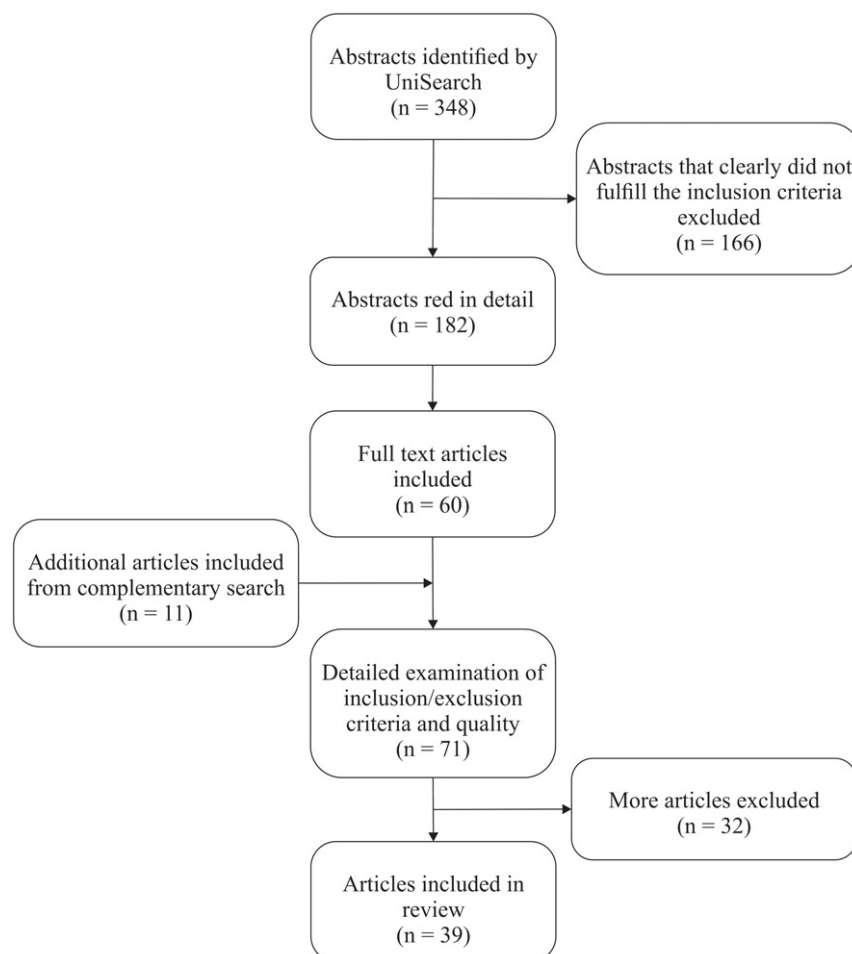 Abstracts identified by
UniSearch
(n = 348)
Abstracts that clearly did not
fulfill the inclusion criteria
excluded
(n = 166)
Abstracts red in detail
(n = 182)
Full text articles
included
(n = 60)
Additional articles included
from complementary search
(n = 11)
Detailed examination of
inclusion/exclusion
criteria and quality
(n = 71)
More articles excluded
(n = 32)
Articles included in
review
(n = 39)